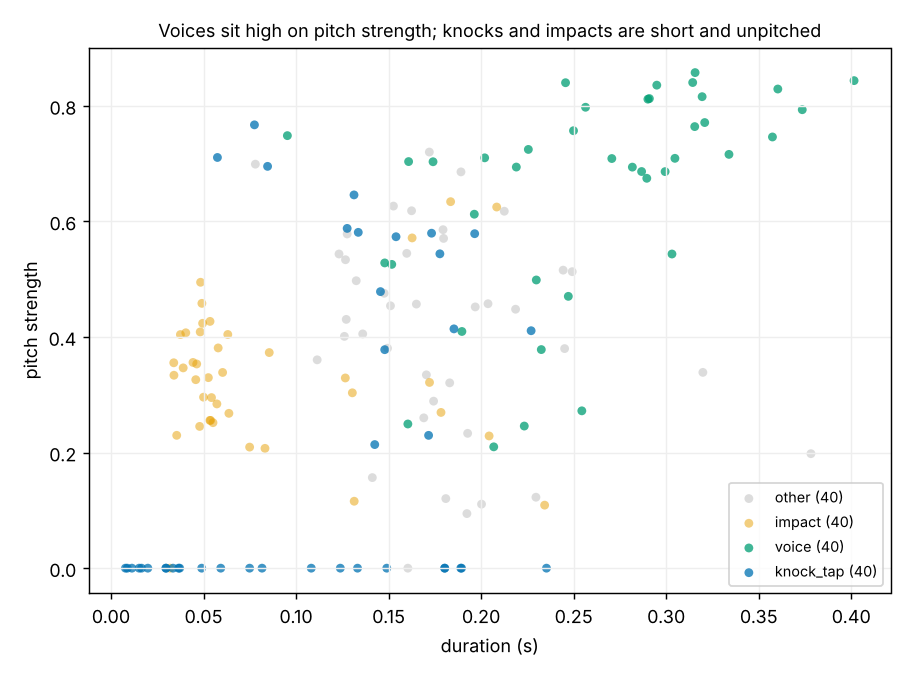 Voices sit high on pitch strength; knocks and impacts are short and unpitched
pitch strength
0.8
0.6
0.4
0.2
0.0
0.00 0.05 0.10 0.15 0.20 0.25 0.30 0.35 0.40
duration (s)
other (40)
impact (40)
voice (40)
knock_tap (40)